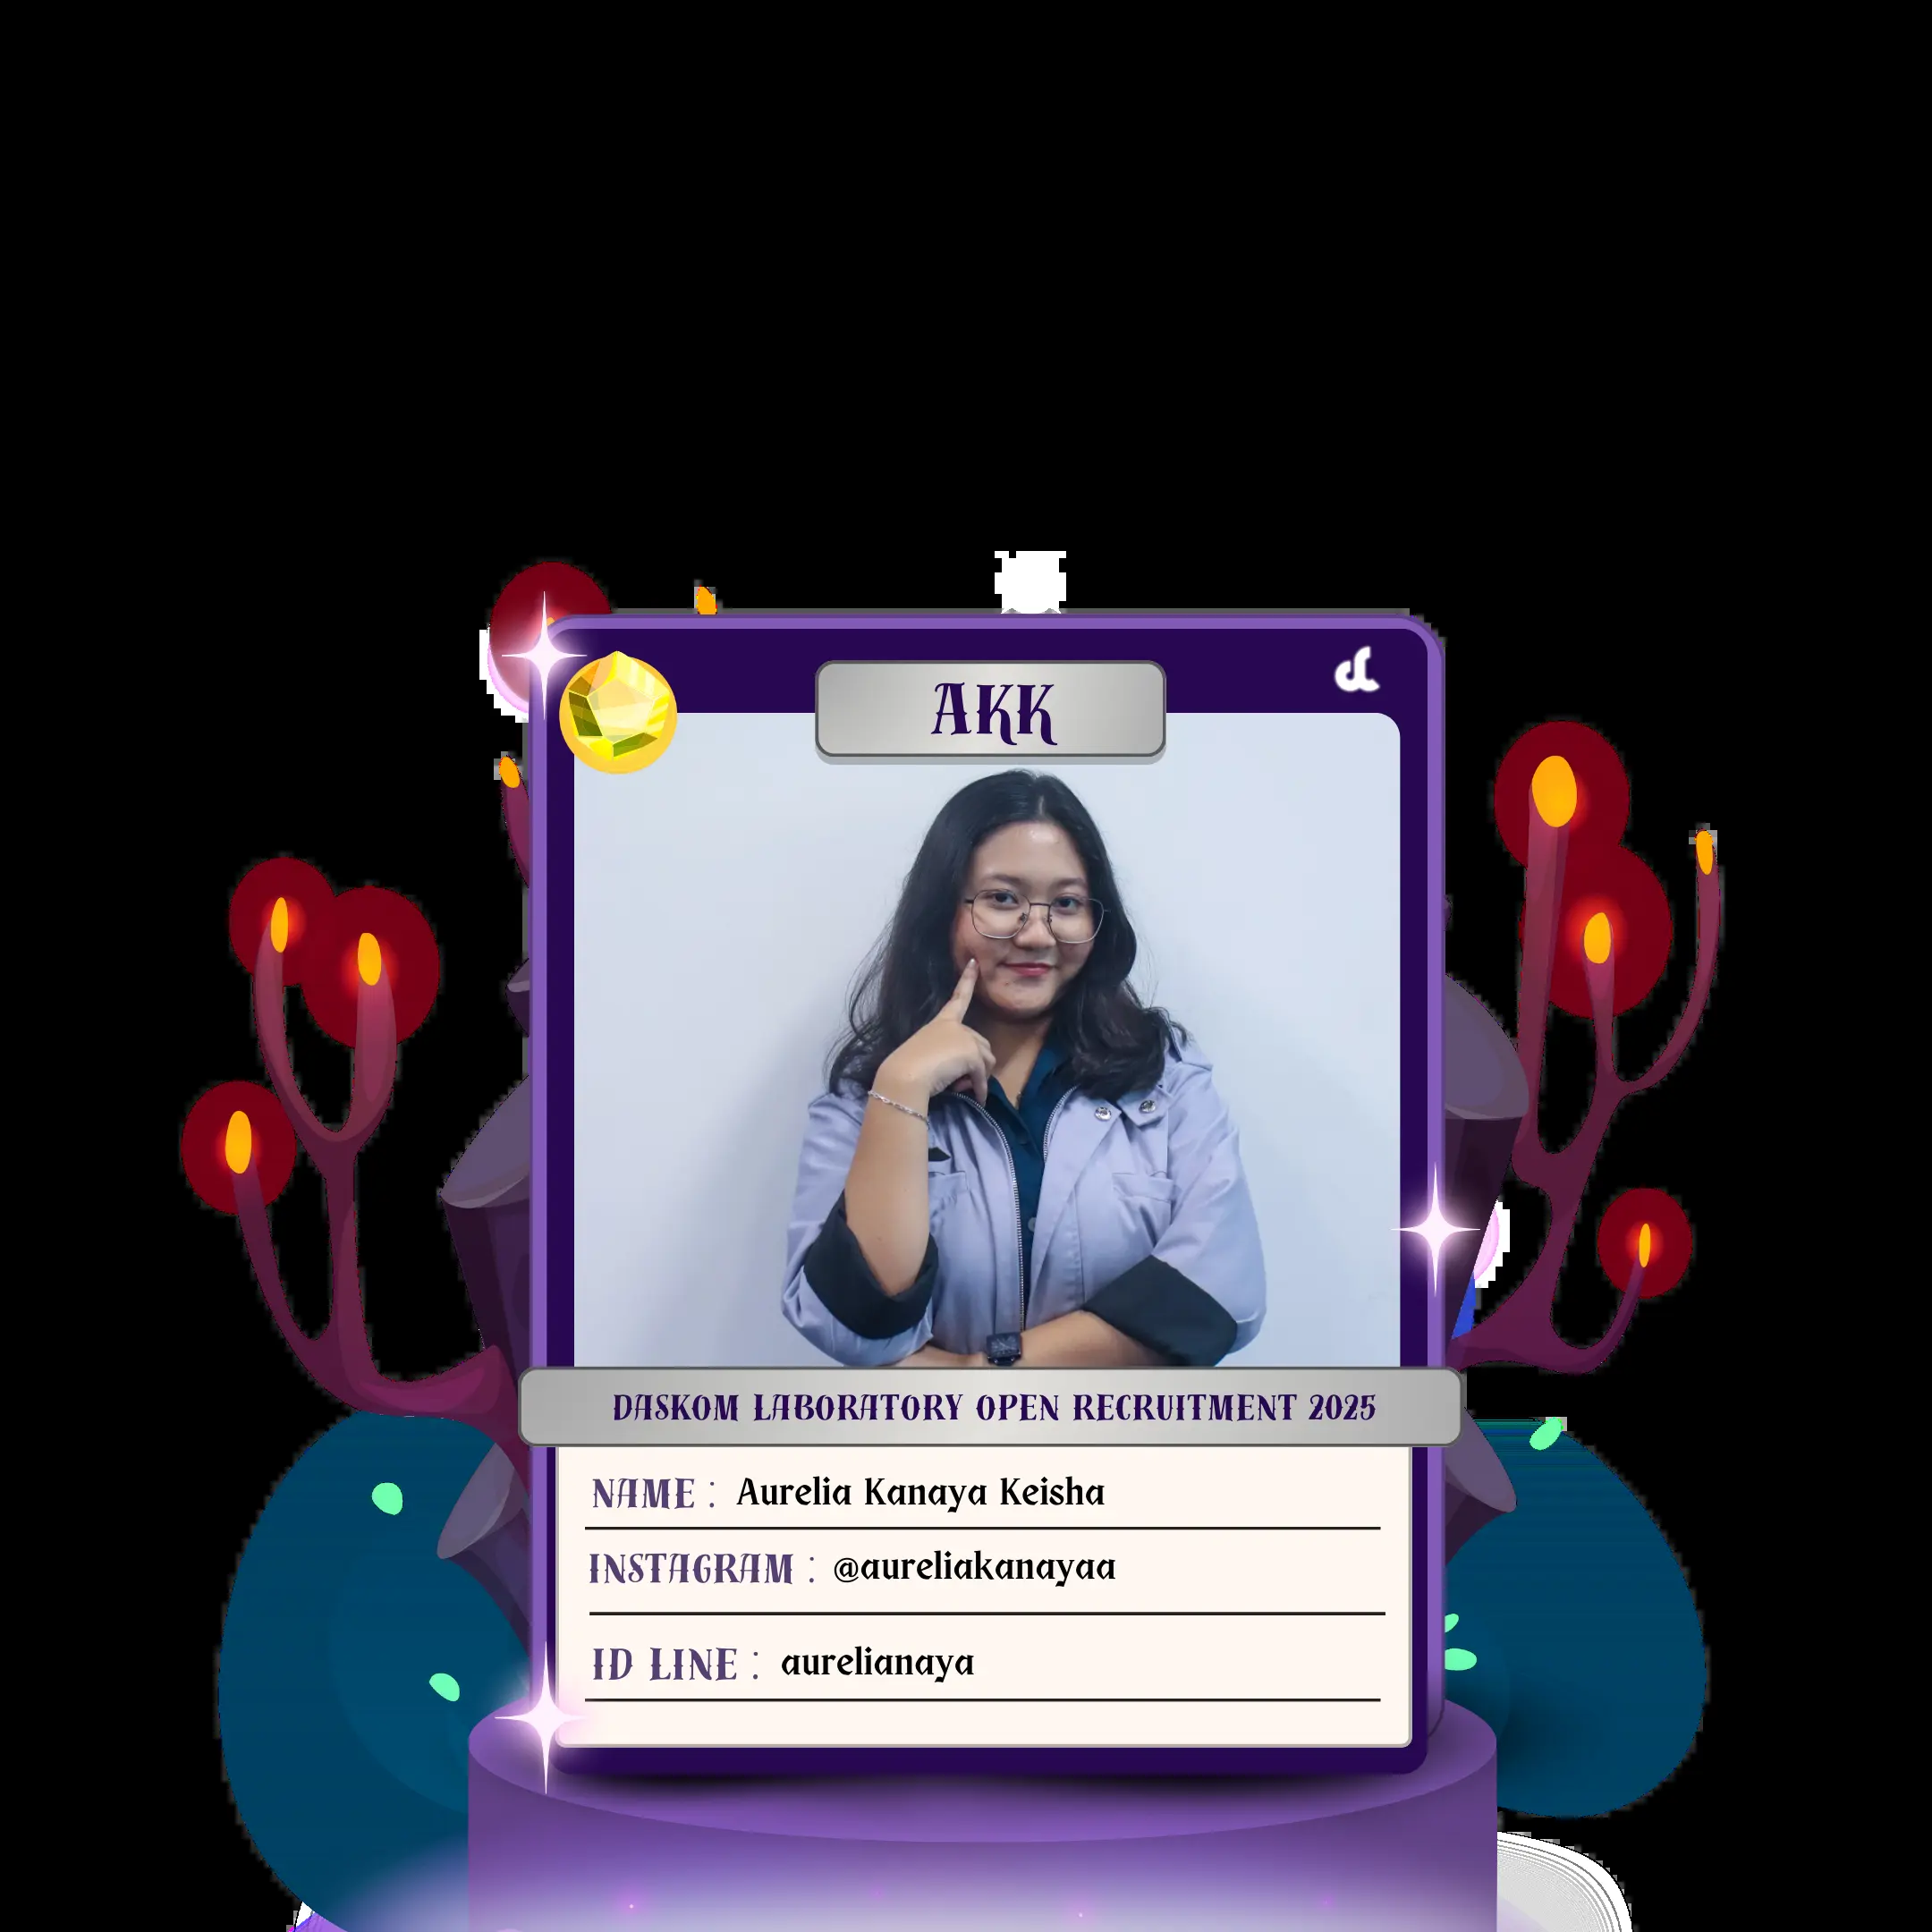 AKK
DASKOM LABORATORY OPEN RECRUITMENT 2025
NAME : Aurelia Kanaya Keisha
INSTAGRAM : @aureliakanayaa
ID LINE : aurelianaya